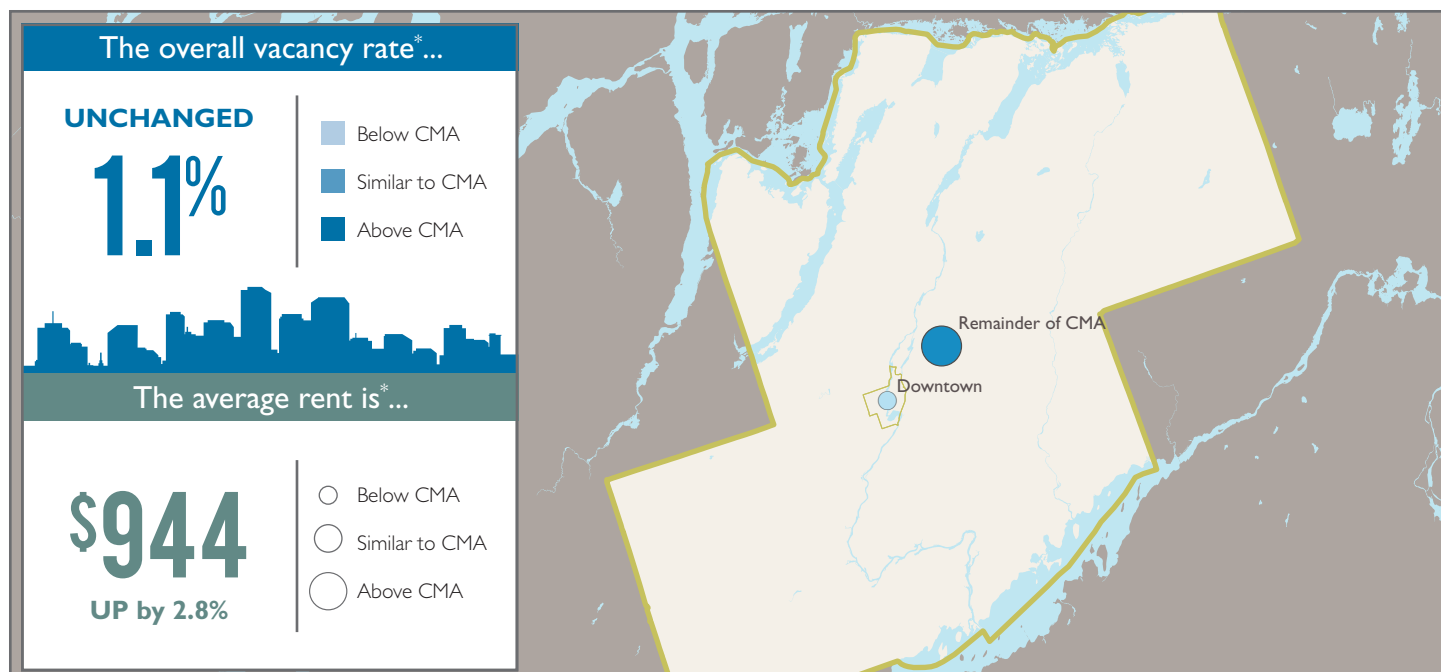 The overall vacancy rate*...
UNCHANGED
1.1%
Below CMA
Similar to CMA
Above CMA
The average rent is*...
$944
UP by 2.8%
Below CMA
Similar to CMA
Above CMA
Remainder of CMA
Downtown